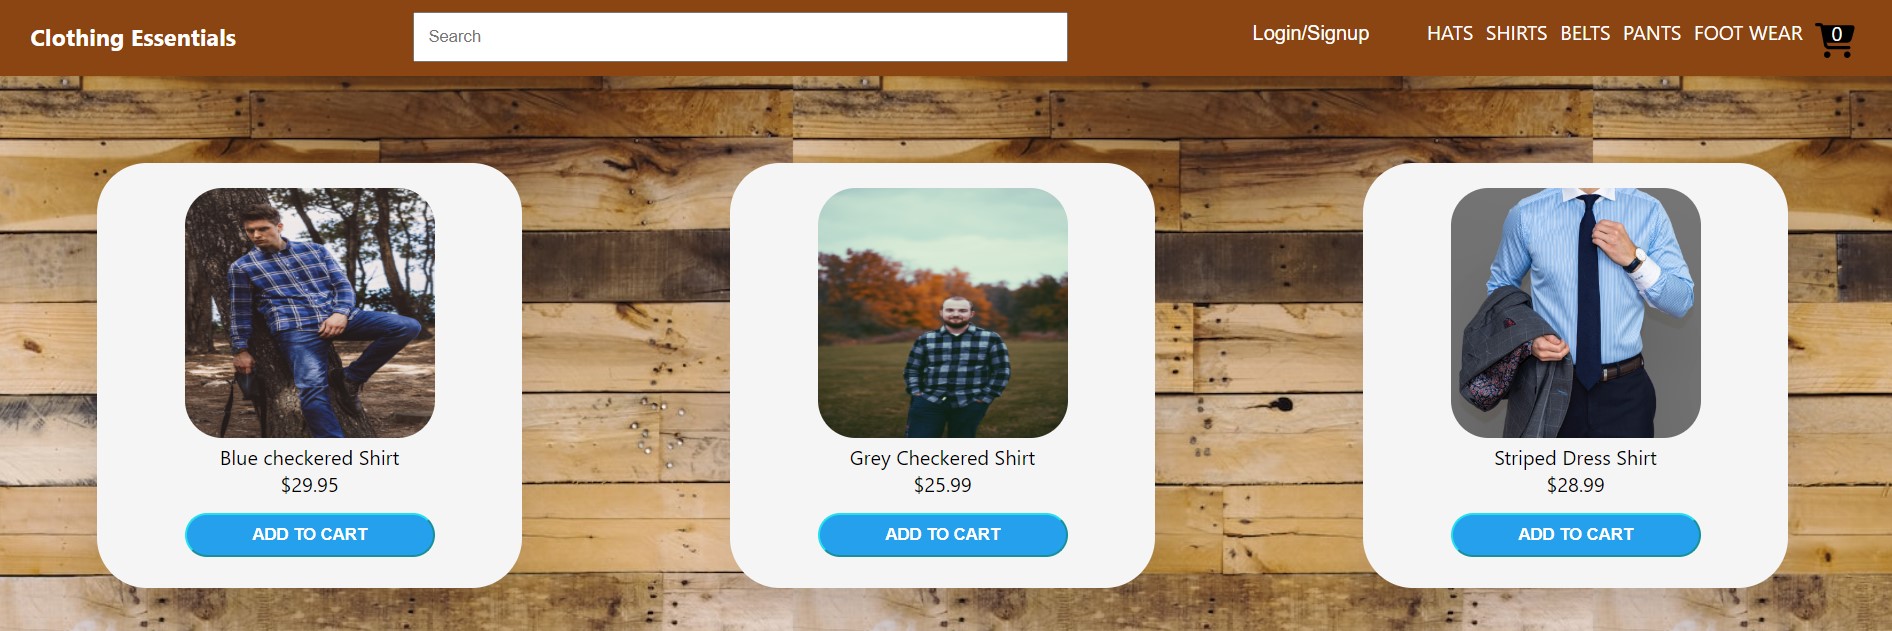 Clothing Essentials
Search
Login/Signup
HATS SHIRTS BELTS PANTS FOOT WEAR
0
Blue checkered Shirt
$29.95
ADD TO CART
Grey Checkered Shirt
$25.99
ADD TO CART
Striped Dress Shirt
$28.99
ADD TO CART